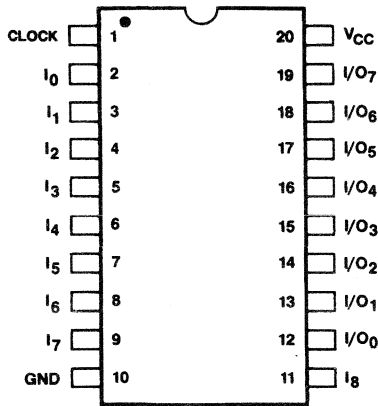 CLOCK 1 20 VCC
I0 2 19 I/O7
I1 3 18 I/O6
I2 4 17 I/O5
I3 5 16 I/O4
I4 6 15 I/O3
I5 7 14 I/O2
I6 8 13 I/O1
I7 9 12 I/O0
GND 10 11 I8